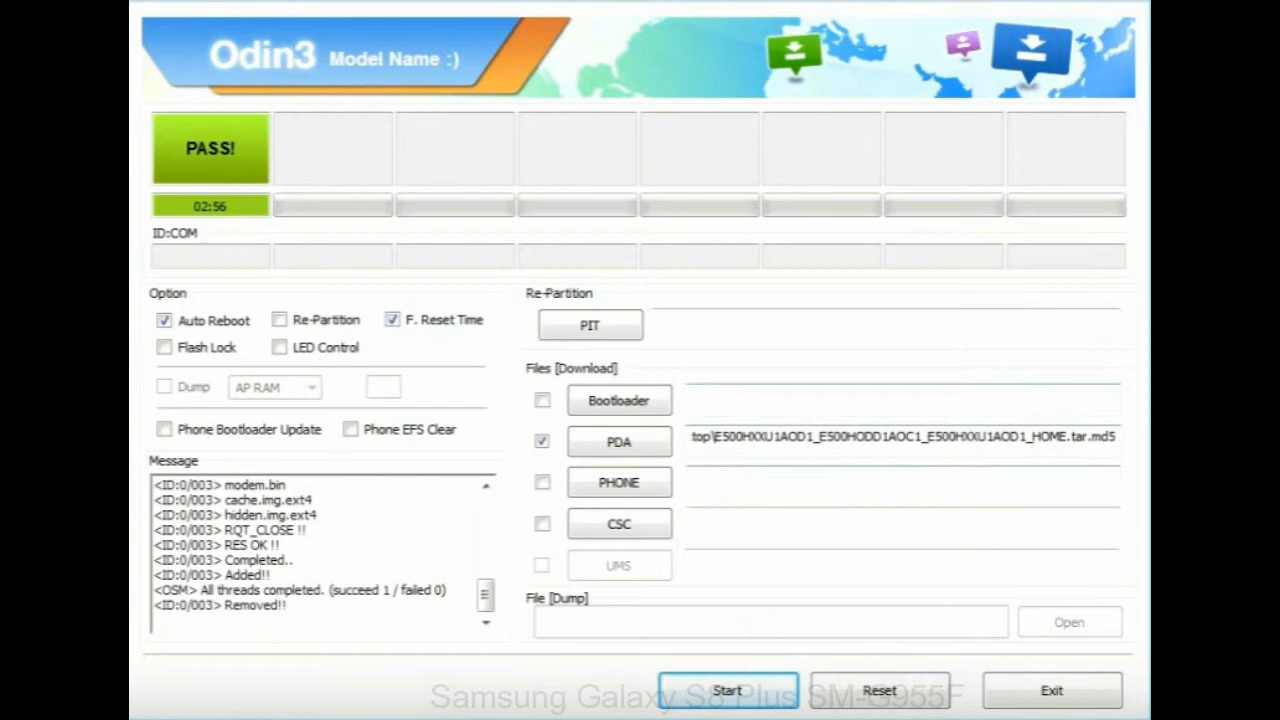 Odin3 Model Name :)
PASS!
02:56
ID:COM
Option
Auto Reboot Re-Partition F. Reset Time
Flash Lock LED Control
Dump AP RAM
Phone Bootloader Update Phone EFS Clear
Message
<ID:0/003> modem.bin
<ID:0/003> cache.img.ext4
<ID:0/003> hidden.img.ext4
<ID:0/003> RQT_CLOSE !!
<ID:0/003> RES OK !!
<ID:0/003> Completed..
<ID:0/003> Added!!
<OSM> All threads completed. (succeed 1 / failed 0)
<ID:0/003> Removed!!
Re-Partition
PIT
Files [Download]
Bootloader
PDA top\E500HXXU1AOD1_E500HODD1AOC1_E500HXXU1AOD1_HOME.tar.md5
PHONE
CSC
UMS
File [Dump]
Open
Start Reset Exit
Samsung Galaxy S8 Plus SM-G955F